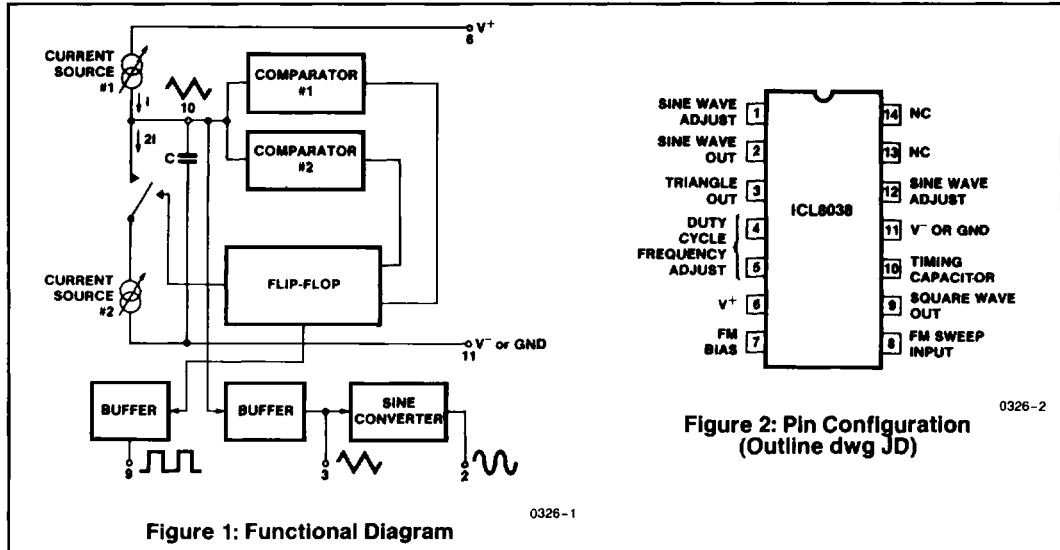 V+
6
CURRENT
SOURCE
#1
I
10
2I
C
COMPARATOR
#1
COMPARATOR
#2
FLIP-FLOP
CURRENT
SOURCE
#2
V− or GND
11
BUFFER
BUFFER
SINE
CONVERTER
9
3
2
0326-1
Figure 1: Functional Diagram
SINE WAVE
ADJUST
1
SINE WAVE
OUT
2
TRIANGLE
OUT
3
DUTY
CYCLE
FREQUENCY
ADJUST
4
5
V+
6
FM
BIAS
7
ICL8038
14
NC
13
NC
12
SINE WAVE
ADJUST
11
V− OR GND
10
TIMING
CAPACITOR
9
SQUARE WAVE
OUT
8
FM SWEEP
INPUT
0326-2
Figure 2: Pin Configuration
(Outline dwg JD)